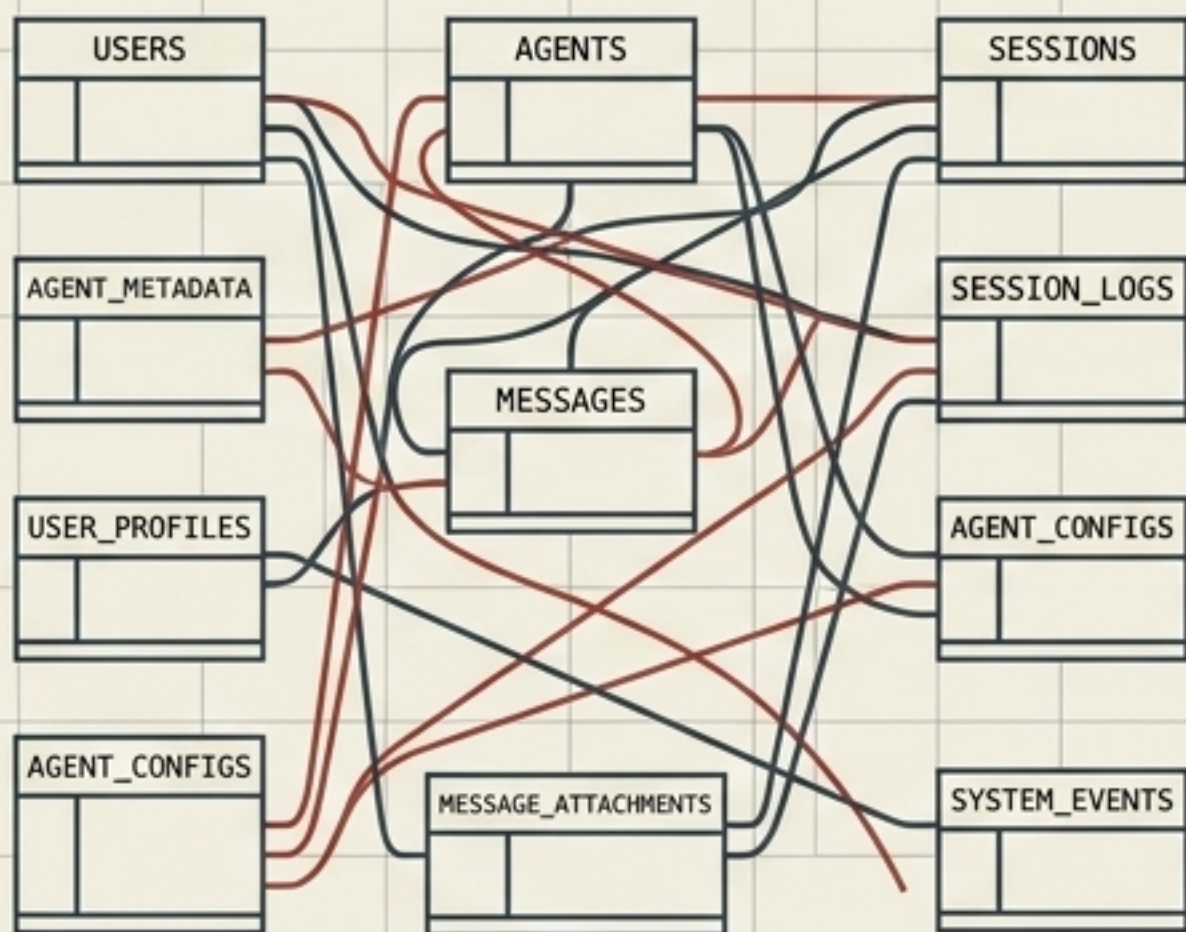 USERS
AGENTS
SESSIONS
AGENT_METADATA
SESSION_LOGS
MESSAGES
USER_PROFILES
AGENT_CONFIGS
AGENT_CONFIGS
MESSAGE_ATTACHMENTS
SYSTEM_EVENTS